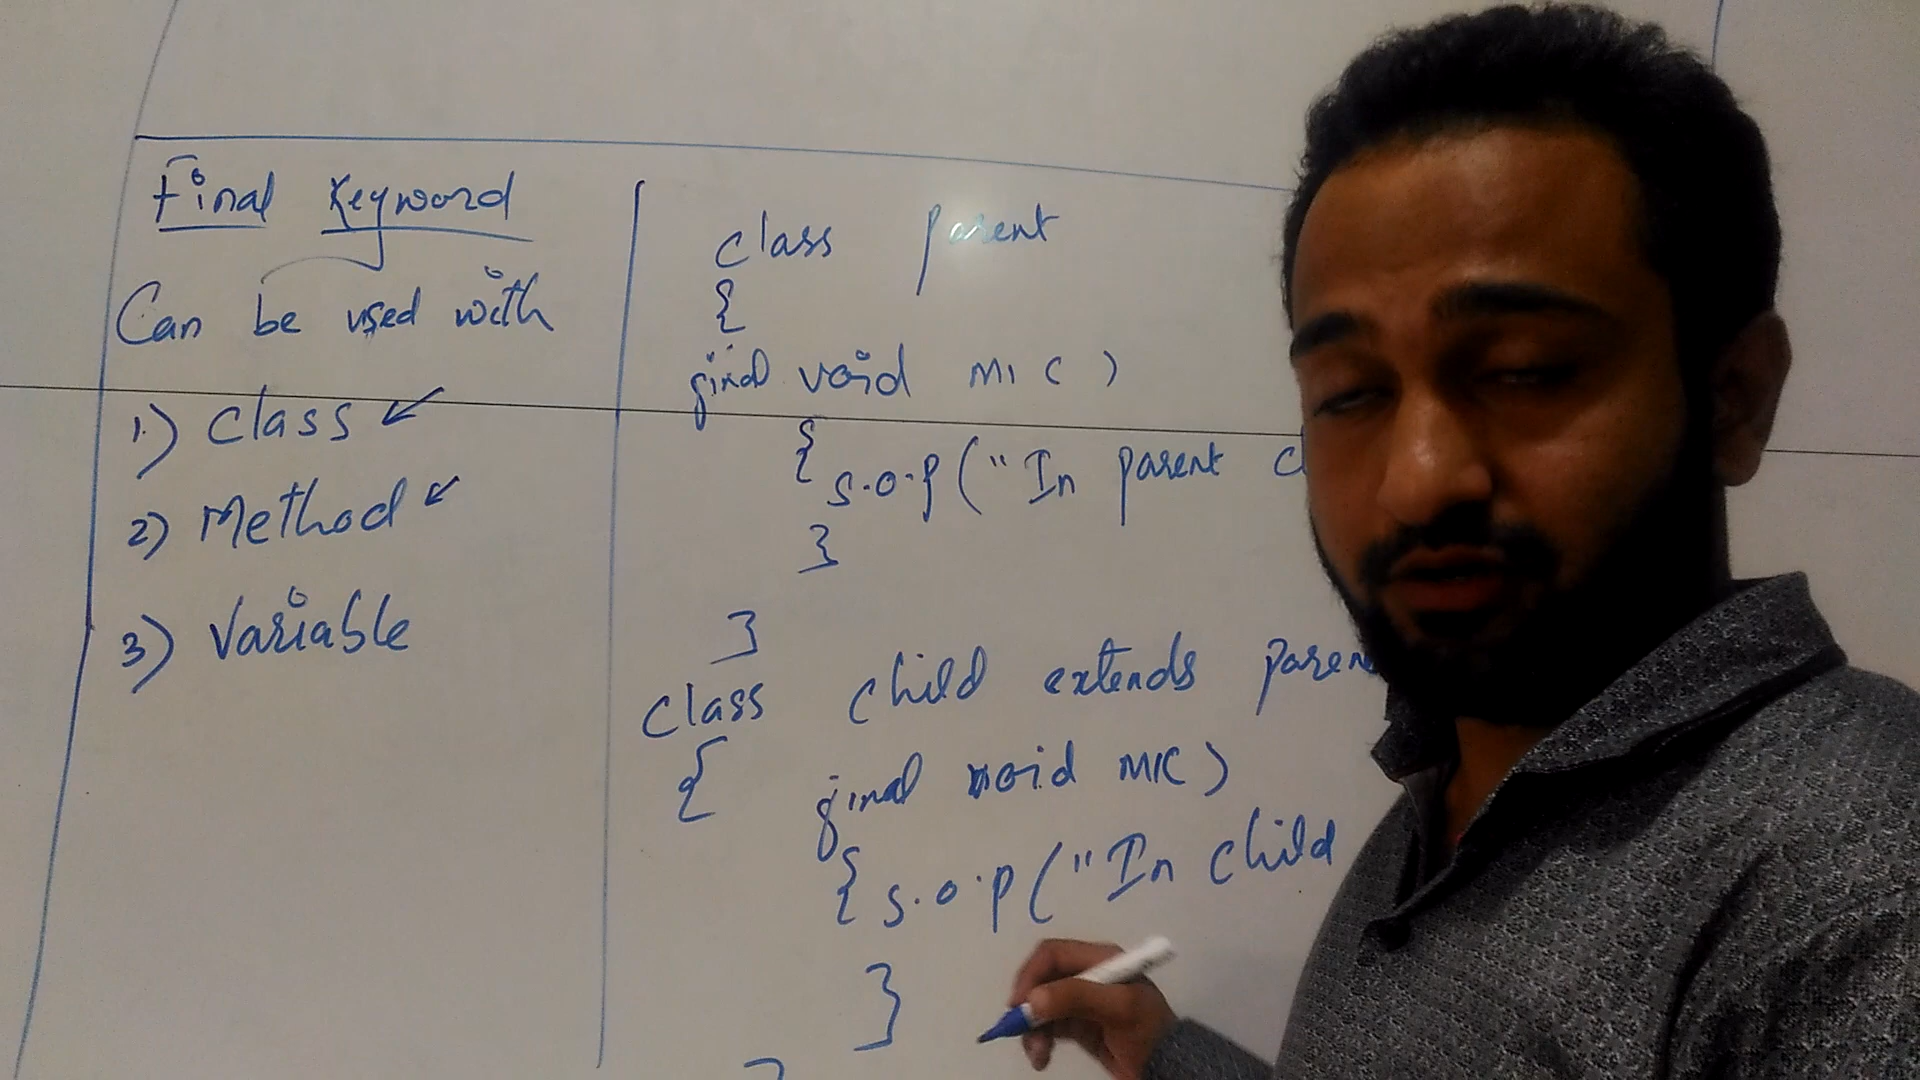 Final Keyword
Can be used with
1.) class
2) Method
3) Variable
class parent
{
final void m1()
{
s.o.p("In parent
}
}
class child extends paren
{
final void m1()
{ s.o.p("In child
}
}